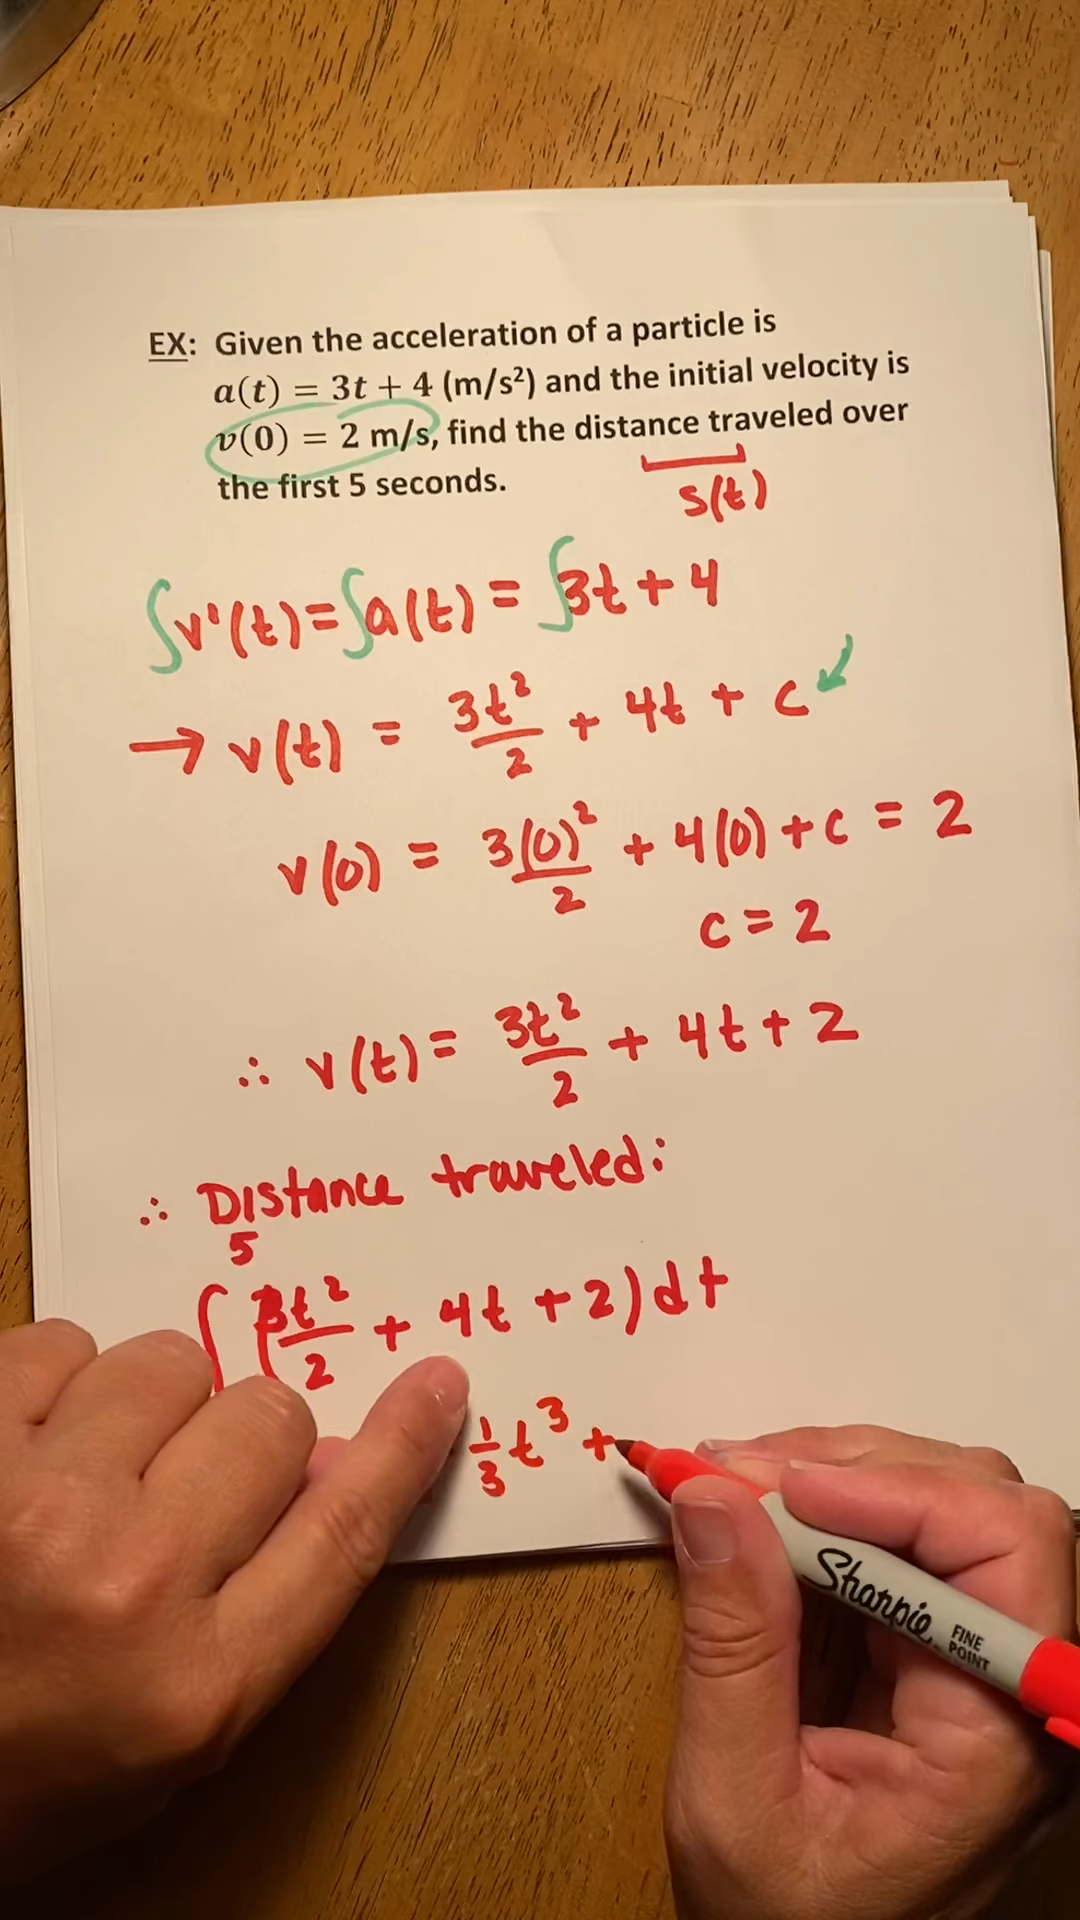 EX: Given the acceleration of a particle is
a(t) = 3t + 4 (m/s²) and the initial velocity is
v(0) = 2 m/s, find the distance traveled over
the first 5 seconds.
s(t)
∫v'(t) = ∫a(t) = ∫3t + 4
→ v(t) = 3t²/2 + 4t + c
v(0) = 3(0)²/2 + 4(0) + c = 2
c = 2
∴ v(t) = 3t²/2 + 4t + 2
∴ Distance traveled:
5
∫(3t²/2 + 4t + 2)dt
1/3 t³ +
Sharpie FINE POINT